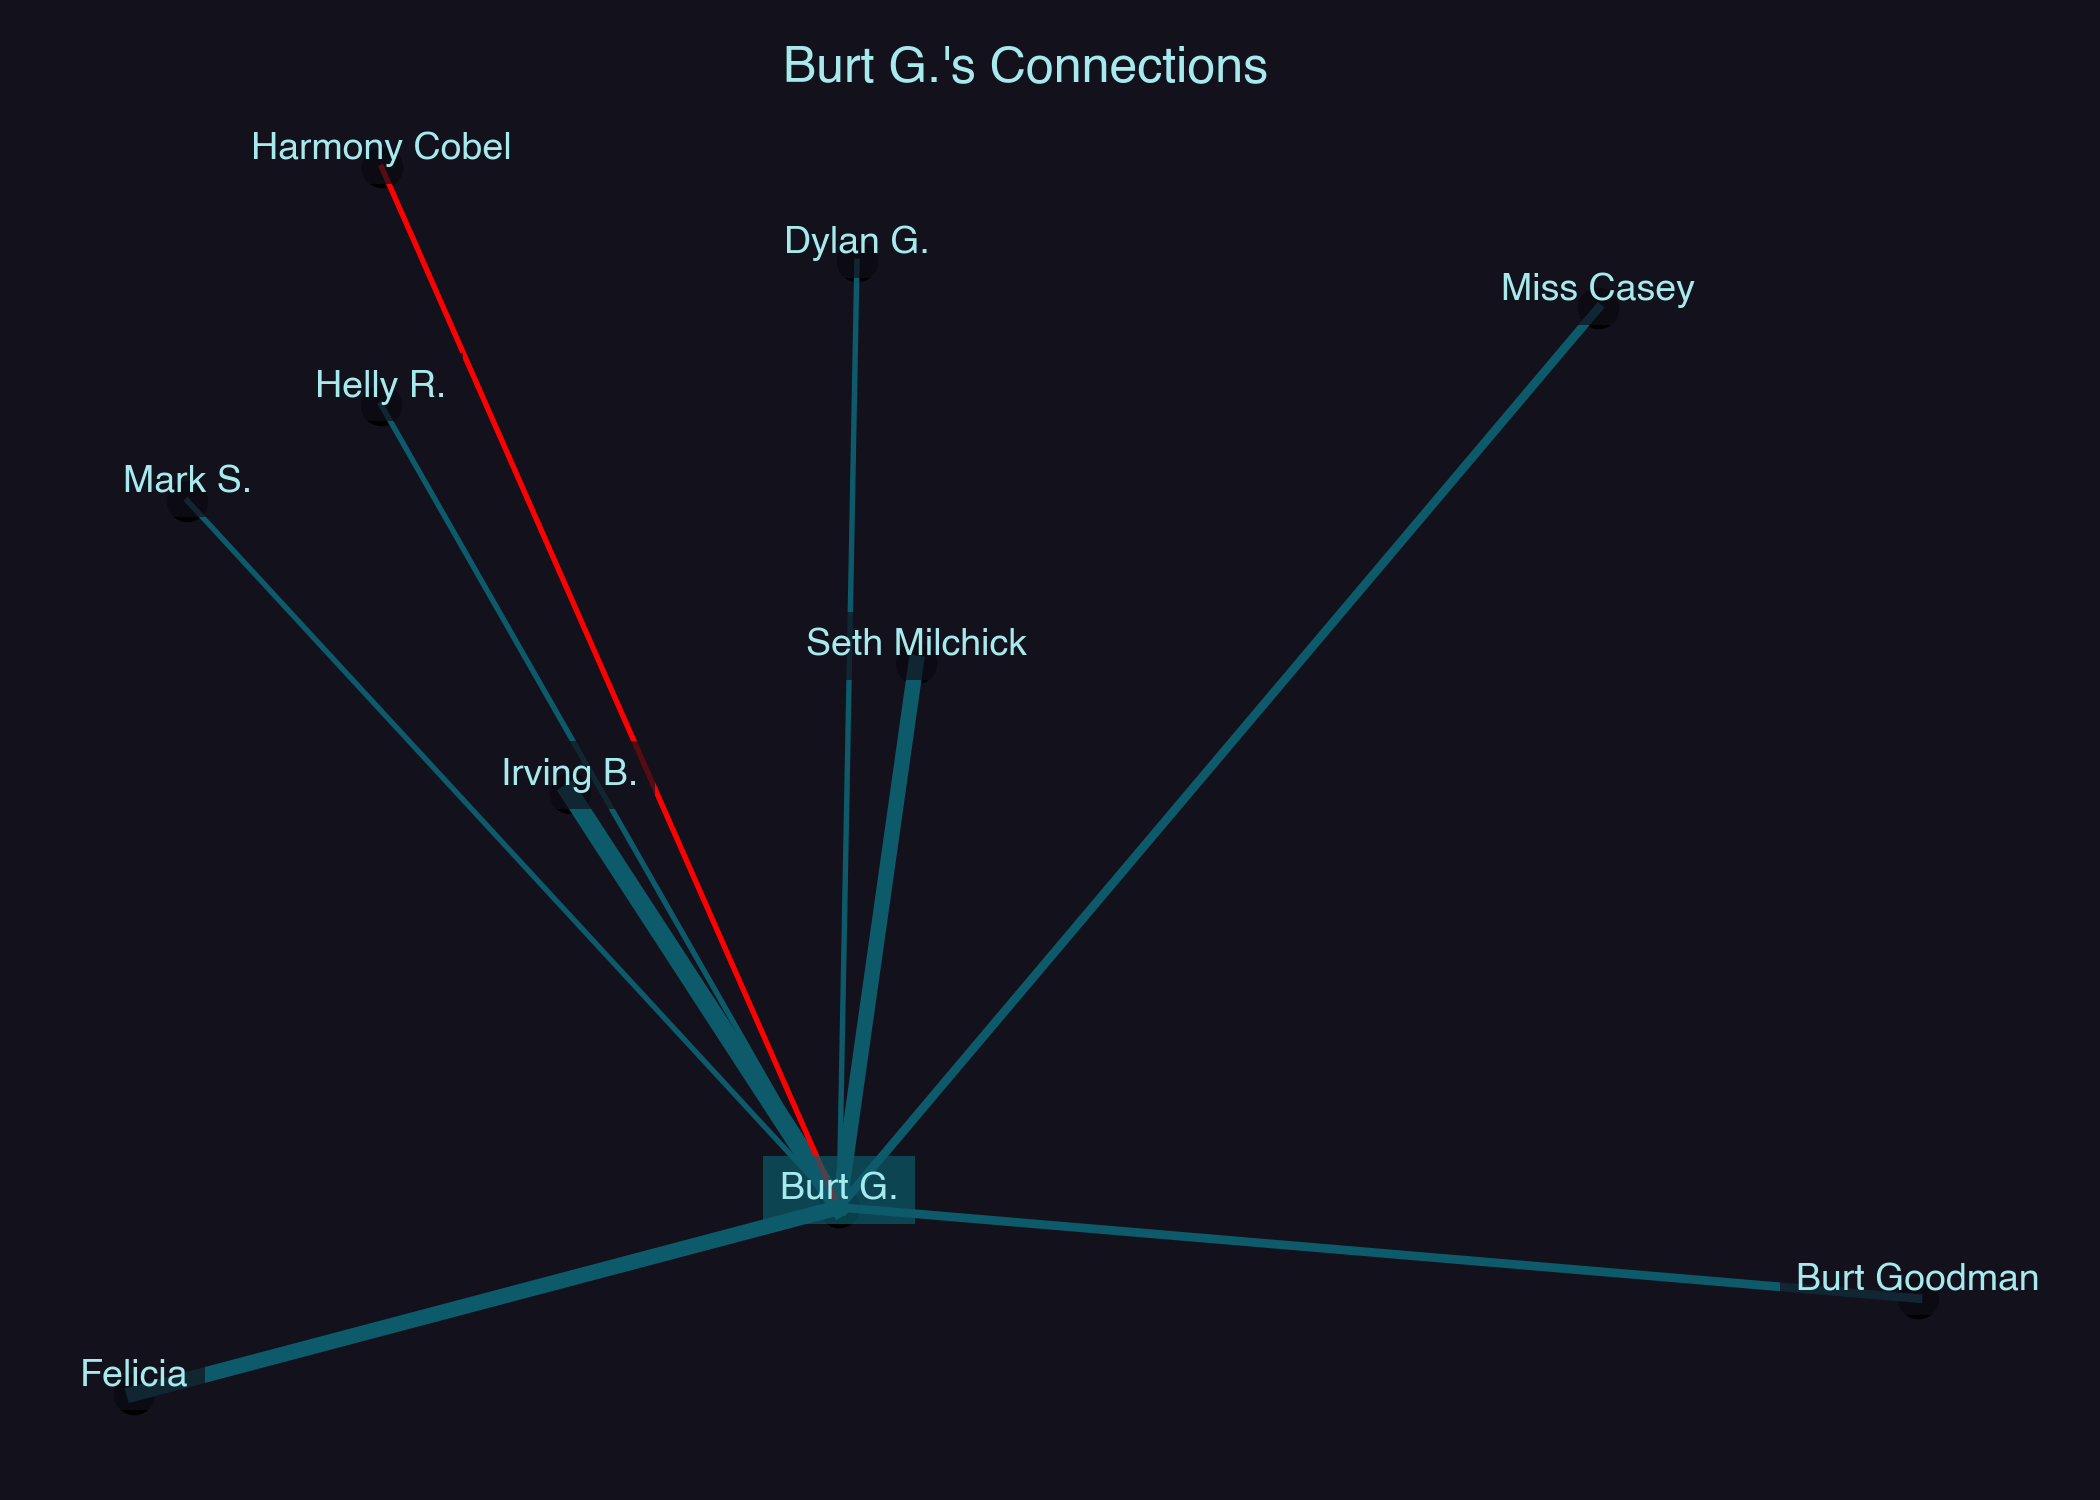 Burt G.'s Connections
Harmony Cobel
Dylan G.
Miss Casey
Helly R.
Mark S.
Seth Milchick
Irving B.
Burt G.
Burt Goodman
Felicia